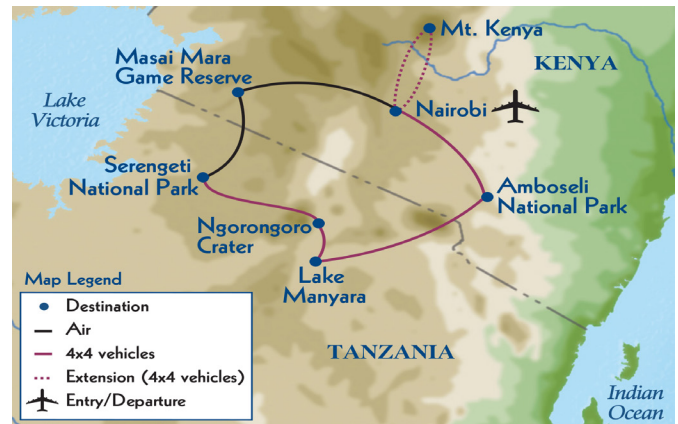 Mt. Kenya
KENYA
Masai Mara
Game Reserve
Lake
Victoria
Nairobi
Serengeti
National Park
Amboseli
National Park
Ngorongoro
Crater
Lake
Manyara
Map Legend
Destination
Air
4x4 vehicles
Extension (4x4 vehicles)
Entry/Departure
TANZANIA
Indian
Ocean